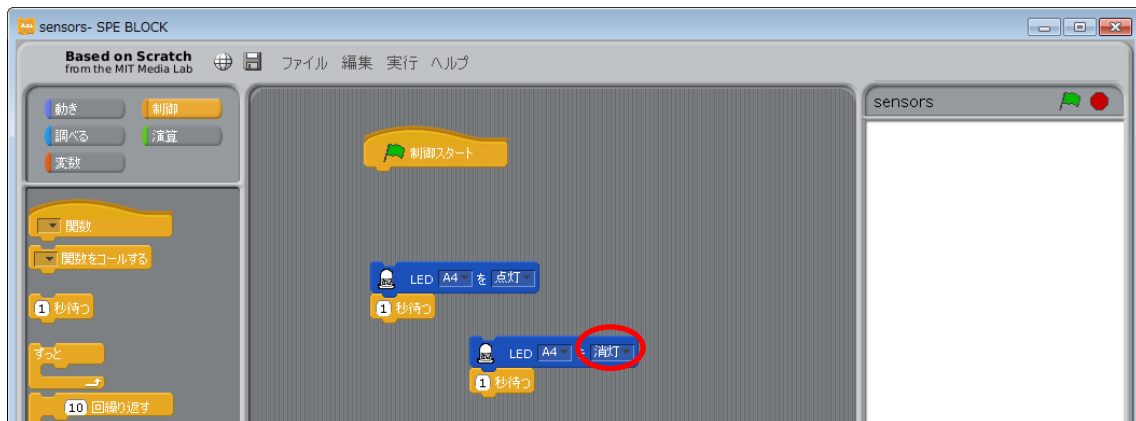 sensors- SPE BLOCK
Based on Scratch
from the MIT Media Lab
ファイル 編集 実行 ヘルプ
動き 制御
調べる 演算
変数
関数
関数をコールする
1 秒待つ
ずっと
10 回繰り返す
制御スタート
LED A4 を 点灯
1 秒待つ
LED A4 消灯
1 秒待つ
sensors